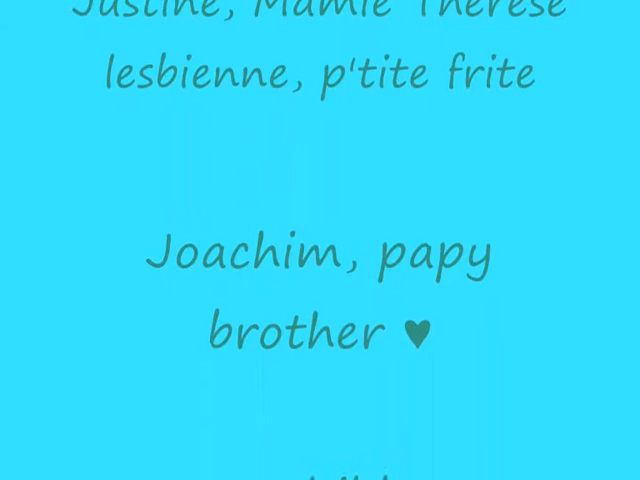 Justine, Mamie Thérèse
lesbienne, p'tite frite
Joachim, papy
brother ♥